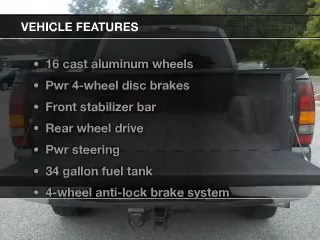 VEHICLE FEATURES
• 16 cast aluminum wheels
• Pwr 4-wheel disc brakes
• Front stabilizer bar
• Rear wheel drive
• Pwr steering
• 34 gallon fuel tank
• 4-wheel anti-lock brake system